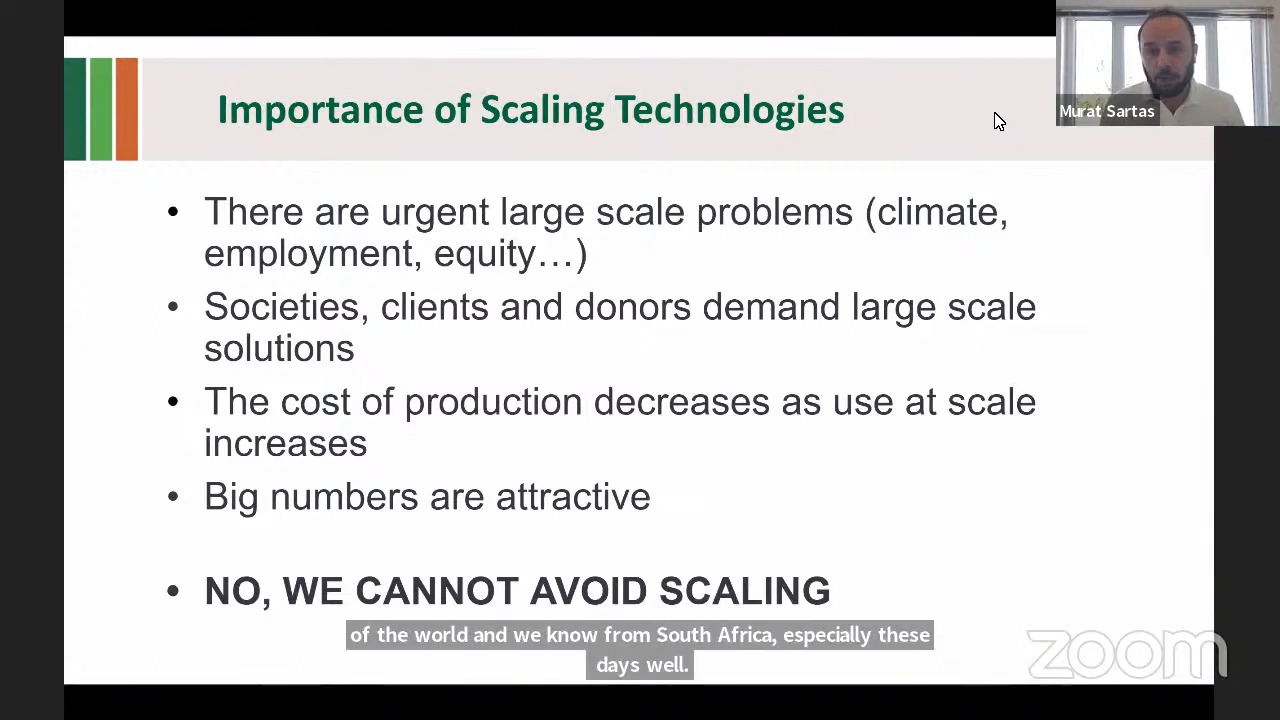 Importance of Scaling Technologies
Murat Sartas
• There are urgent large scale problems (climate,
employment, equity…)
• Societies, clients and donors demand large scale
solutions
• The cost of production decreases as use at scale
increases
• Big numbers are attractive
• NO, WE CANNOT AVOID SCALING
of the world and we know from South Africa, especially these
days well.
zoom